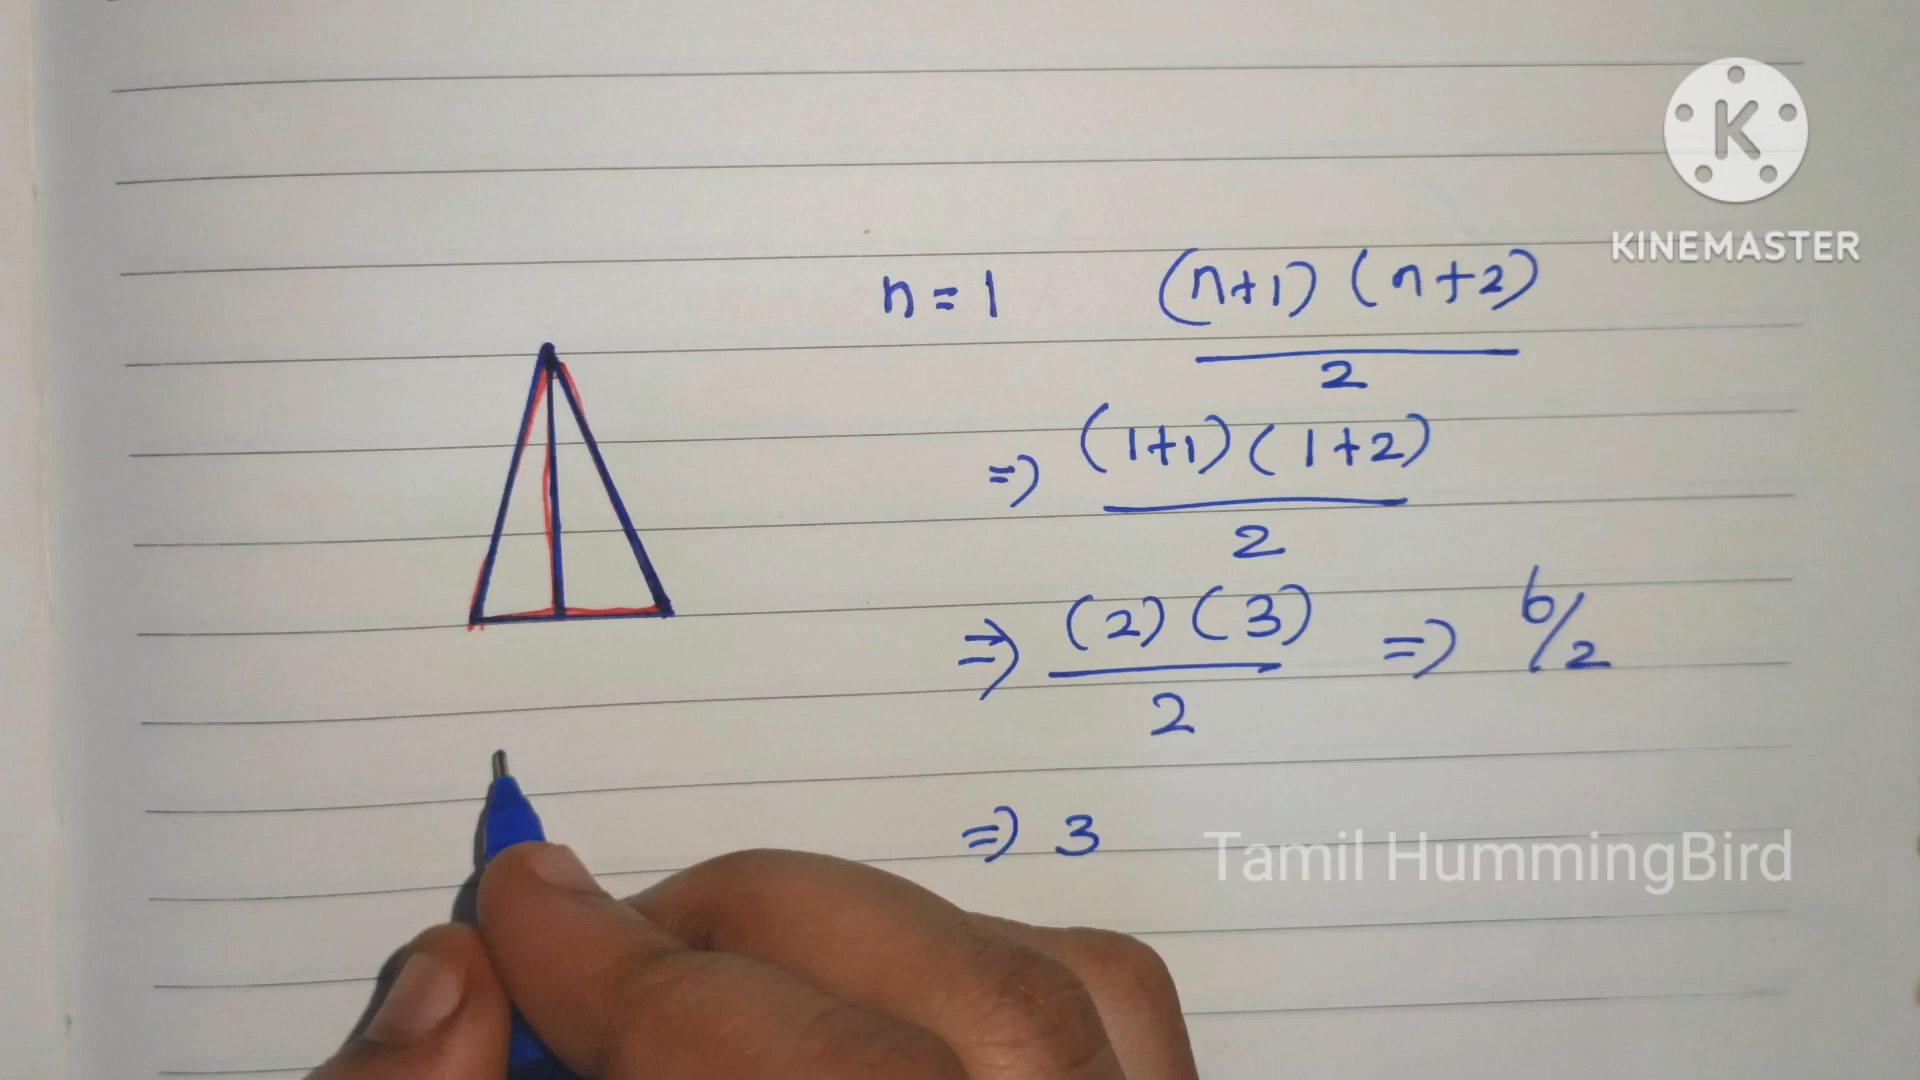 K
KINEMASTER
n = 1 (n+1) (n+2)
2
=> (1+1) (1+2)
2
=> (2) (3) => 6/2
2
=> 3
Tamil HummingBird